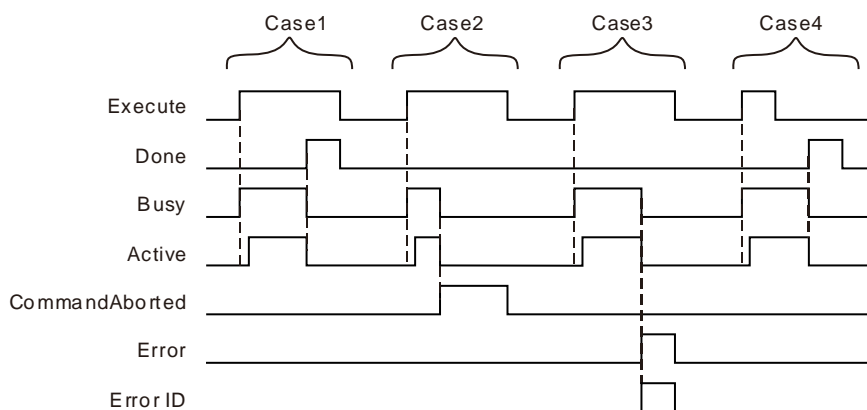 Case1 Case2 Case3 Case4
Execute
Done
Busy
Active
CommandAborted
Error
Error ID